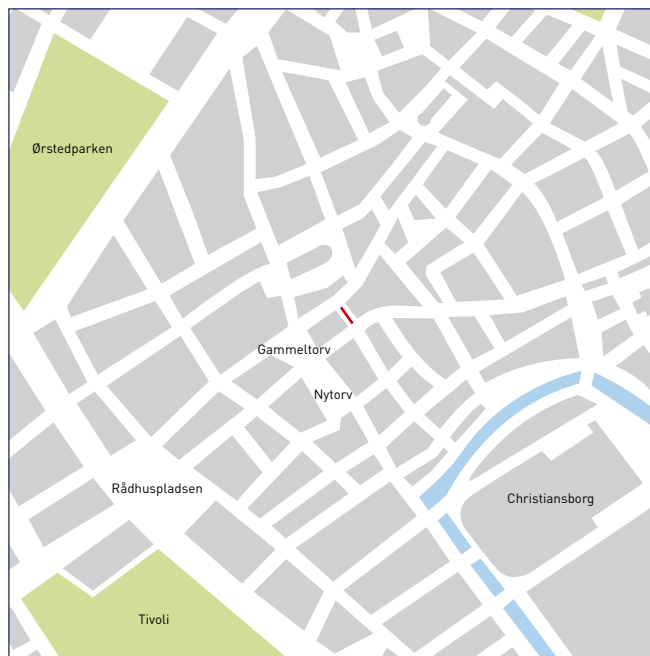 Ørstedparken
Gammeltorv
Nytorv
Rådhuspladsen
Christiansborg
Tivoli